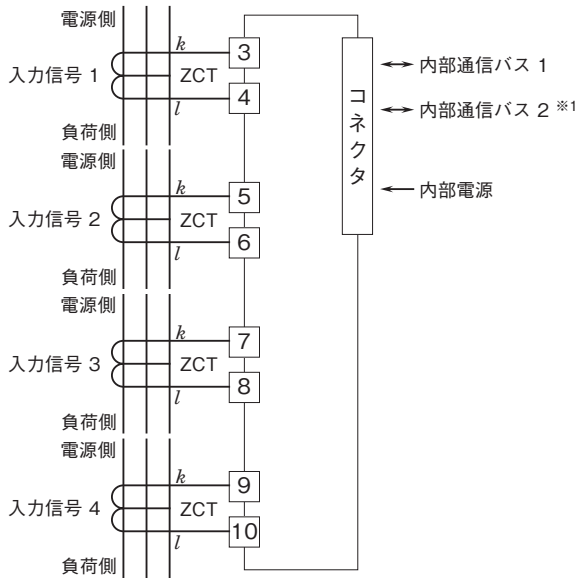 電源側
k
3
入力信号 1
ZCT
4
l
負荷側
電源側
k
5
入力信号 2
ZCT
6
l
負荷側
電源側
k
7
入力信号 3
ZCT
8
l
負荷側
電源側
k
9
入力信号 4
ZCT
10
l
負荷側
コネクタ
内部通信バス 1
内部通信バス 2 ※1
内部電源